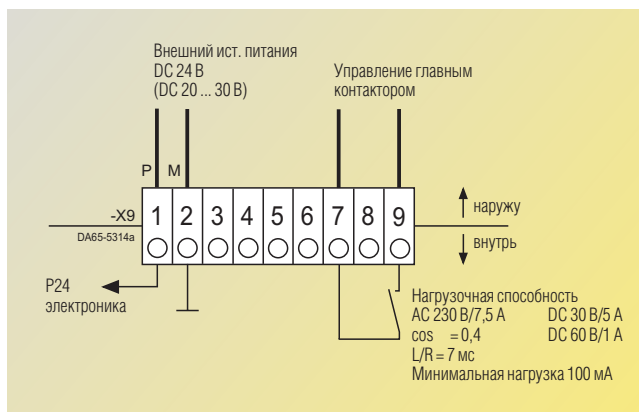 Внешний ист. питания
DC 24 В
(DC 20 ... 30 В)
Управление главным
контактором
P M
-X9
DA65-5314a
1 2 3 4 5 6 7 8 9
наружу
внутрь
P24
электроника
Нагрузочная способность
AC 230 В/7,5 А DC 30 В/5 А
cos = 0,4 DC 60 В/1 А
L/R = 7 мс
Минимальная нагрузка 100 мА